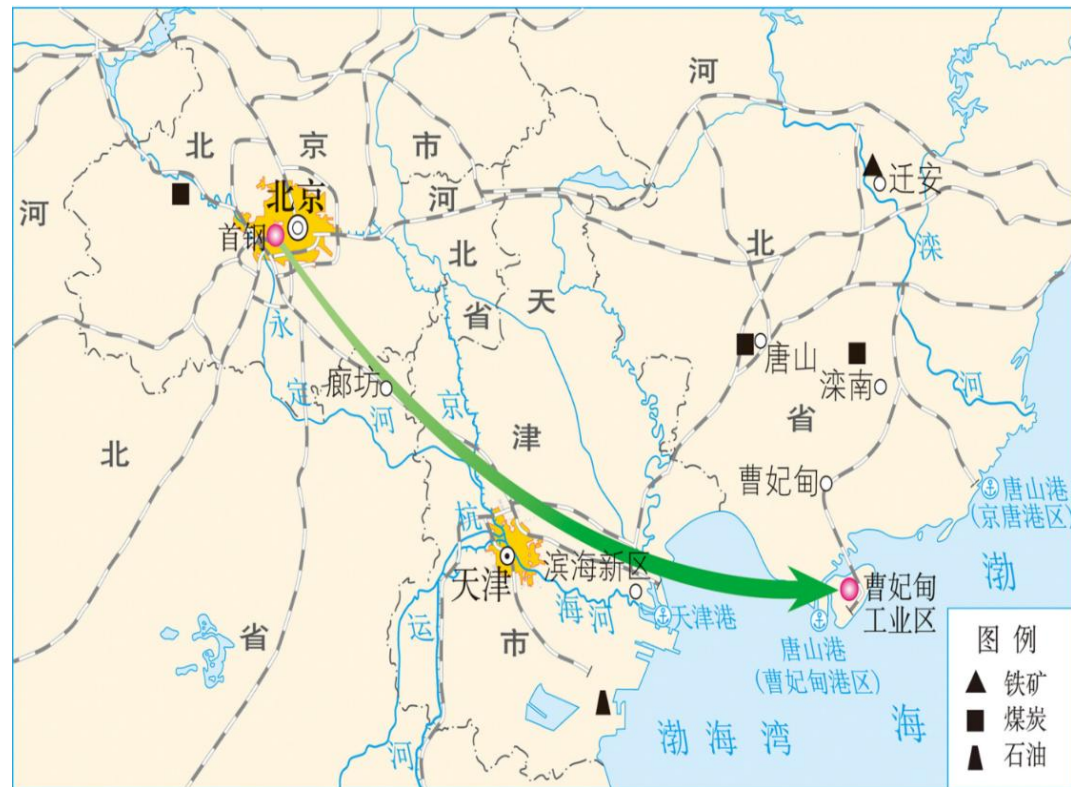 河
北 京 市
北京
首钢
河
河
北
省
天
津
市
北
省
河
北
省
迁安
滦
河
唐山
滦南
曹妃甸
永
定
河
廊坊
京
杭
运
河
天津
滨海新区
海河
天津港
唐山港
(京唐港区)
曹妃甸
工业区
唐山港
(曹妃甸港区)
渤
海
渤海湾
图 例
铁矿
煤炭
石油